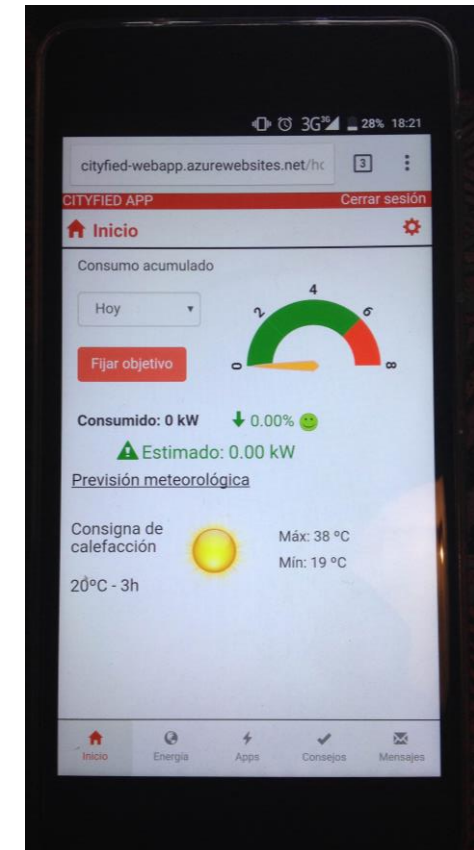 3G 28% 18:21
cityfied-webapp.azurewebsites.net/hc 3
CITYFIED APP Cerrar sesión
Inicio
Consumo acumulado
Hoy
Fijar objetivo
0 2 4 6 8
Consumido: 0 kW 0.00%
Estimado: 0.00 kW
Previsión meteorológica
Consigna de
calefacción
Máx: 38 ºC
Mín: 19 ºC
20ºC - 3h
Inicio Energía Apps Consejos Mensajes